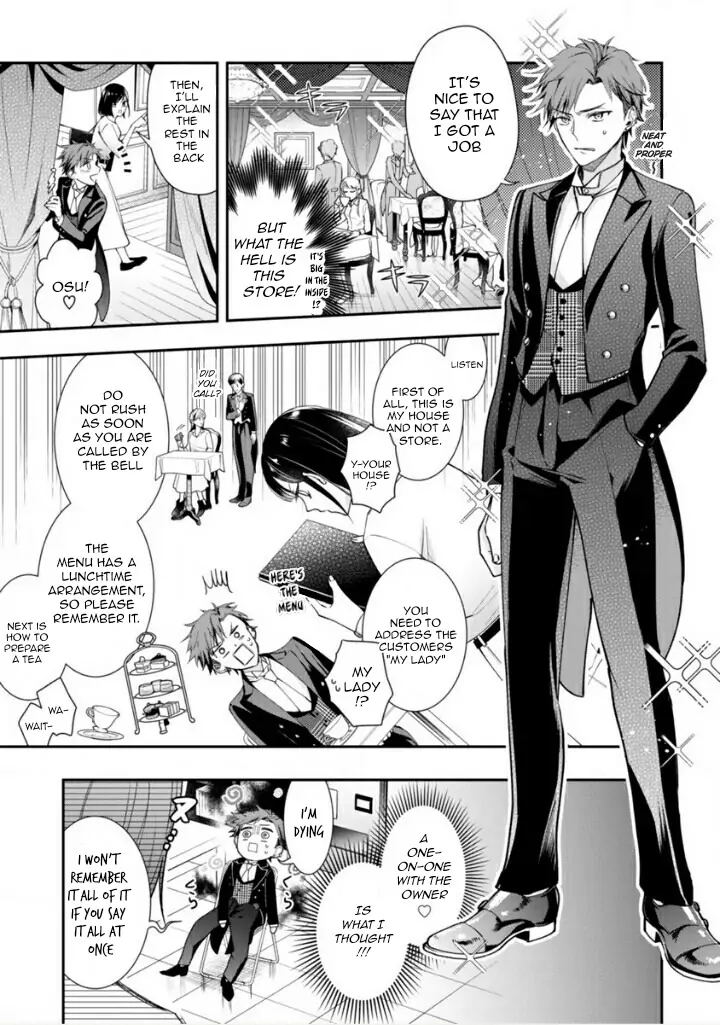 IT'S
NICE TO
SAY THAT
I GOT A
JOB
NEAT AND
PROPER
BUT
WHAT THE
HELL IS
THIS
STORE!
IT'S
BIG
IN THE
INSIDE
!?
THEN,
I'LL
EXPLAIN
THE
REST IN
THE
BACK
OSU!
♡
LISTEN
FIRST OF
ALL, THIS IS
MY HOUSE
AND NOT A
STORE.
Y-YOUR
HOUSE
!?
DID
YOU
CALL?
DO
NOT RUSH
AS SOON
AS YOU ARE
CALLED BY
THE BELL
HERE'S
THE
MENU
YOU
NEED TO
ADDRESS THE
CUSTOMERS
"MY LADY"
MY
LADY
!?
THE
MENU HAS A
LUNCHTIME
ARRANGEMENT,
SO PLEASE
REMEMBER IT.
NEXT IS
HOW TO
PREPARE
A TEA
WA-
WAIT-
A
ONE-
ON-ONE
WITH THE
OWNER
♡
IS
WHAT I
THOUGHT
!!!
I'M
DYING
I WON'T
REMEMBER
IT ALL OF IT
IF YOU SAY
IT ALL AT
ONCE